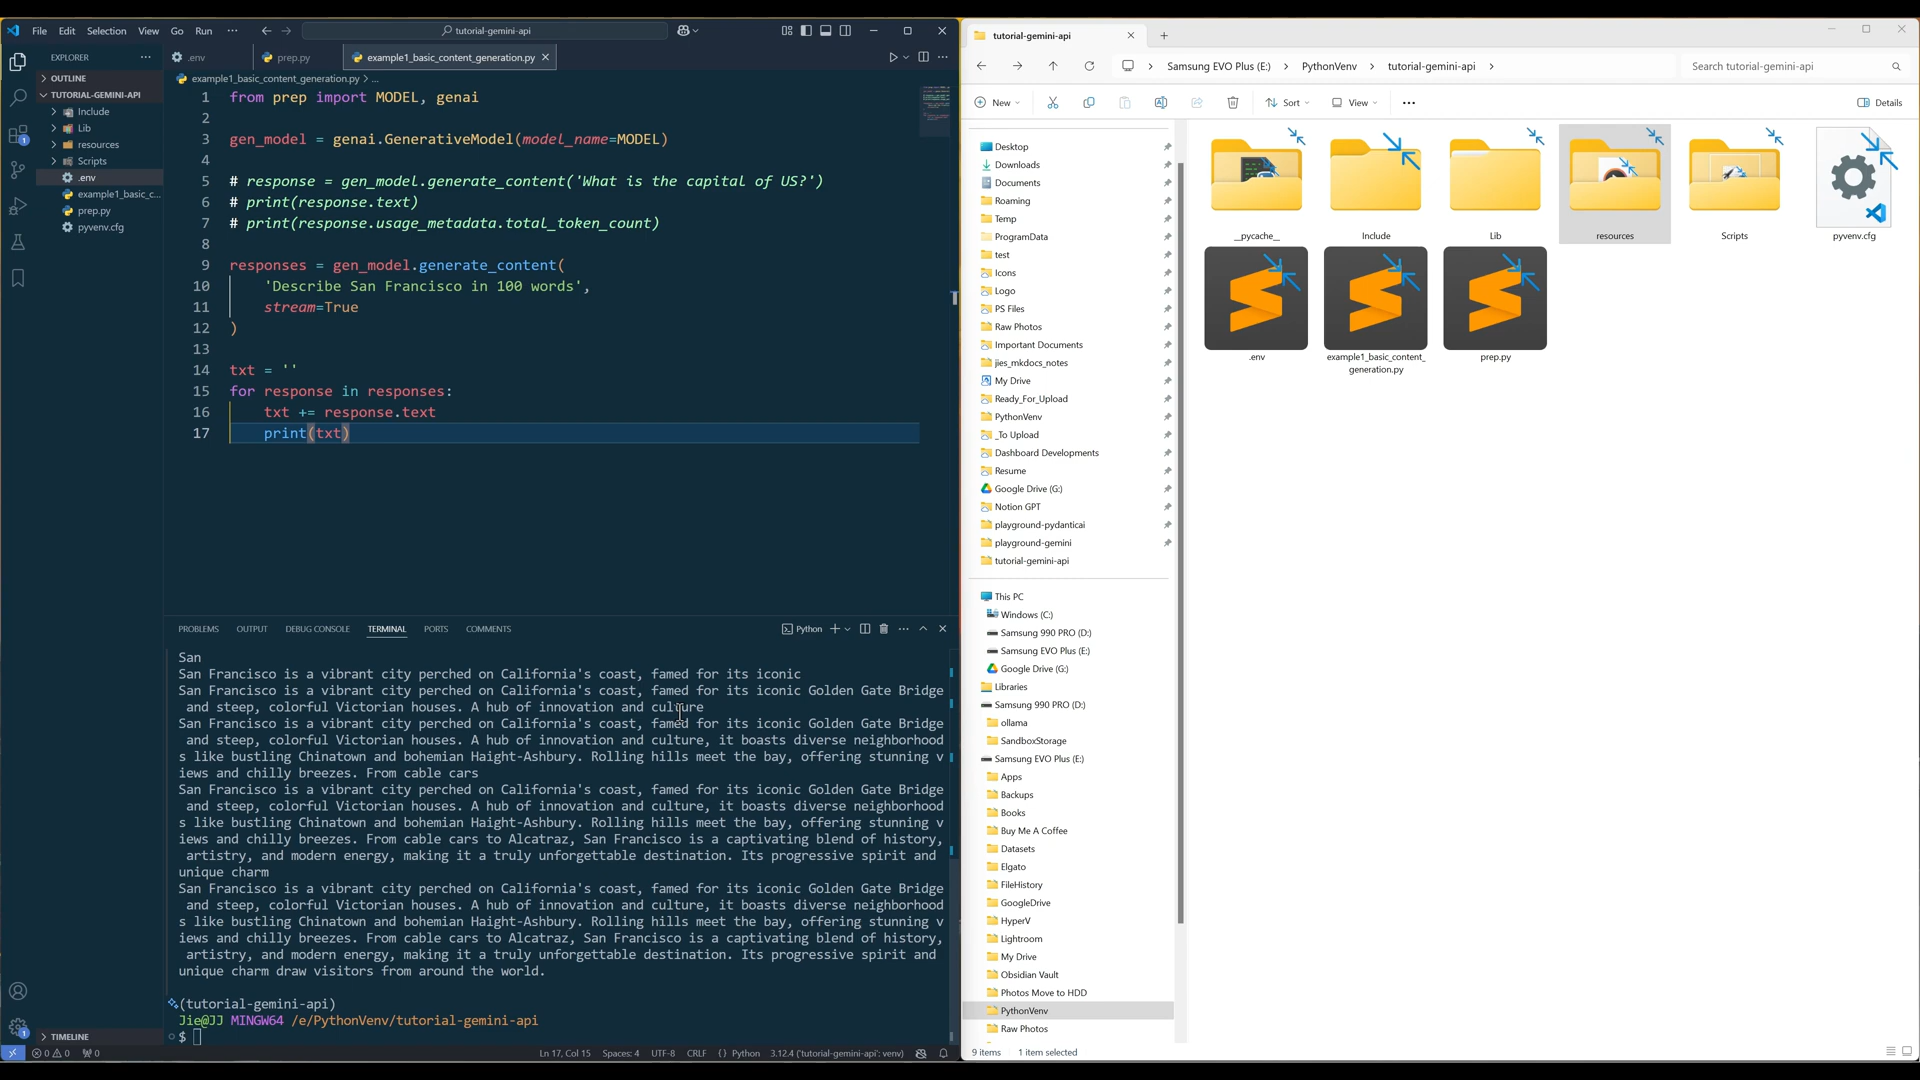 File Edit Selection View Go Run ···
tutorial-gemini-api
EXPLORER
OUTLINE
TUTORIAL-GEMINI-API
Include
Lib
resources
Scripts
.env
example1_basic_c...
prep.py
pyvenv.cfg
TIMELINE
.env
prep.py
example1_basic_content_generation.py
example1_basic_content_generation.py > ...
1 from prep import MODEL, genai
2
3 gen_model = genai.GenerativeModel(model_name=MODEL)
4
5 # response = gen_model.generate_content('What is the capital of US?')
6 # print(response.text)
7 # print(response.usage_metadata.total_token_count)
8
9 responses = gen_model.generate_content(
10 'Describe San Francisco in 100 words',
11 stream=True
12 )
13
14 txt = ''
15 for response in responses:
16 txt += response.text
17 print(txt)
PROBLEMS OUTPUT DEBUG CONSOLE TERMINAL PORTS COMMENTS
Python
San
San Francisco is a vibrant city perched on California's coast, famed for its iconic
San Francisco is a vibrant city perched on California's coast, famed for its iconic Golden Gate Bridge
and steep, colorful Victorian houses. A hub of innovation and culture
San Francisco is a vibrant city perched on California's coast, famed for its iconic Golden Gate Bridge
and steep, colorful Victorian houses. A hub of innovation and culture, it boasts diverse neighborhood
s like bustling Chinatown and bohemian Haight-Ashbury. Rolling hills meet the bay, offering stunning v
iews and chilly breezes. From cable cars
San Francisco is a vibrant city perched on California's coast, famed for its iconic Golden Gate Bridge
and steep, colorful Victorian houses. A hub of innovation and culture, it boasts diverse neighborhood
s like bustling Chinatown and bohemian Haight-Ashbury. Rolling hills meet the bay, offering stunning v
iews and chilly breezes. From cable cars to Alcatraz, San Francisco is a captivating blend of history,
artistry, and modern energy, making it a truly unforgettable destination. Its progressive spirit and
unique charm
San Francisco is a vibrant city perched on California's coast, famed for its iconic Golden Gate Bridge
and steep, colorful Victorian houses. A hub of innovation and culture, it boasts diverse neighborhood
s like bustling Chinatown and bohemian Haight-Ashbury. Rolling hills meet the bay, offering stunning v
iews and chilly breezes. From cable cars to Alcatraz, San Francisco is a captivating blend of history,
artistry, and modern energy, making it a truly unforgettable destination. Its progressive spirit and
unique charm draw visitors from around the world.
(tutorial-gemini-api)
Jie@JJ MINGW64 /e/PythonVenv/tutorial-gemini-api
$
0 0 0 Ln 17, Col 15 Spaces: 4 UTF-8 CRLF {} Python 3.12.4 ('tutorial-gemini-api': venv)
tutorial-gemini-api
Samsung EVO Plus (E:) > PythonVenv > tutorial-gemini-api >
Search tutorial-gemini-api
New Sort View ··· Details
Desktop
Downloads
Documents
Roaming
Temp
ProgramData
test
Icons
Logo
PS Files
Raw Photos
Important Documents
jies_mkdocs_notes
My Drive
Ready_For_Upload
PythonVenv
_To Upload
Dashboard Developments
Resume
Google Drive (G:)
Notion GPT
playground-pydanticai
playground-gemini
tutorial-gemini-api
This PC
Windows (C:)
Samsung 990 PRO (D:)
Samsung EVO Plus (E:)
Google Drive (G:)
Libraries
Samsung 990 PRO (D:)
ollama
SandboxStorage
Samsung EVO Plus (E:)
Apps
Backups
Books
Buy Me A Coffee
Datasets
Elgato
FileHistory
GoogleDrive
HyperV
Lightroom
My Drive
Obsidian Vault
Photos Move to HDD
PythonVenv
Raw Photos
__pycache__
Include
Lib
resources
Scripts
pyvenv.cfg
.env
example1_basic_content_
generation.py
prep.py
9 items 1 item selected